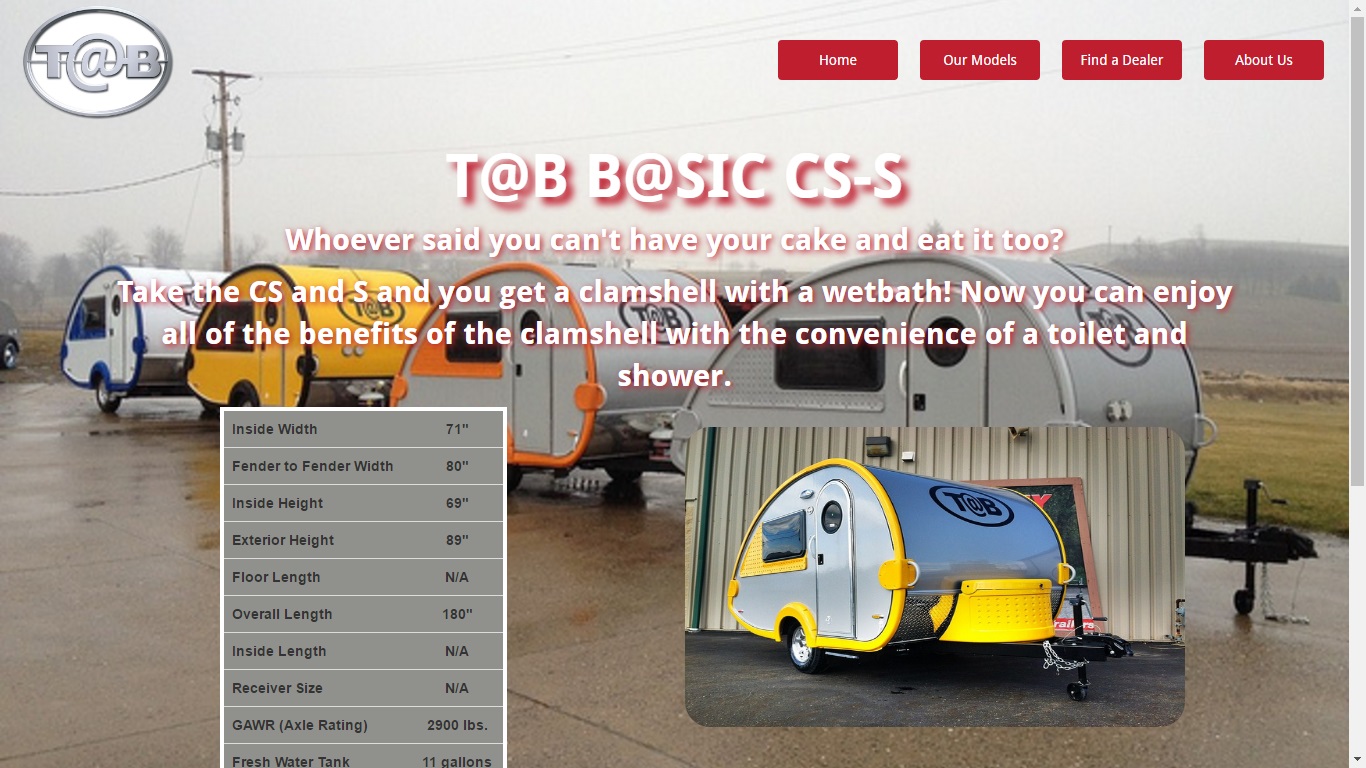 T@B
Home
Our Models
Find a Dealer
About Us
T@B B@SIC CS-S
Whoever said you can't have your cake and eat it too?
Take the CS and S and you get a clamshell with a wetbath! Now you can enjoy
all of the benefits of the clamshell with the convenience of a toilet and
shower.
T@B
T@B
T@B
Inside Width 71"
Fender to Fender Width 80"
Inside Height 69"
Exterior Height 89"
Floor Length N/A
Overall Length 180"
Inside Length N/A
Receiver Size N/A
GAWR (Axle Rating) 2900 lbs.
Fresh Water Tank 11 gallons
T@B